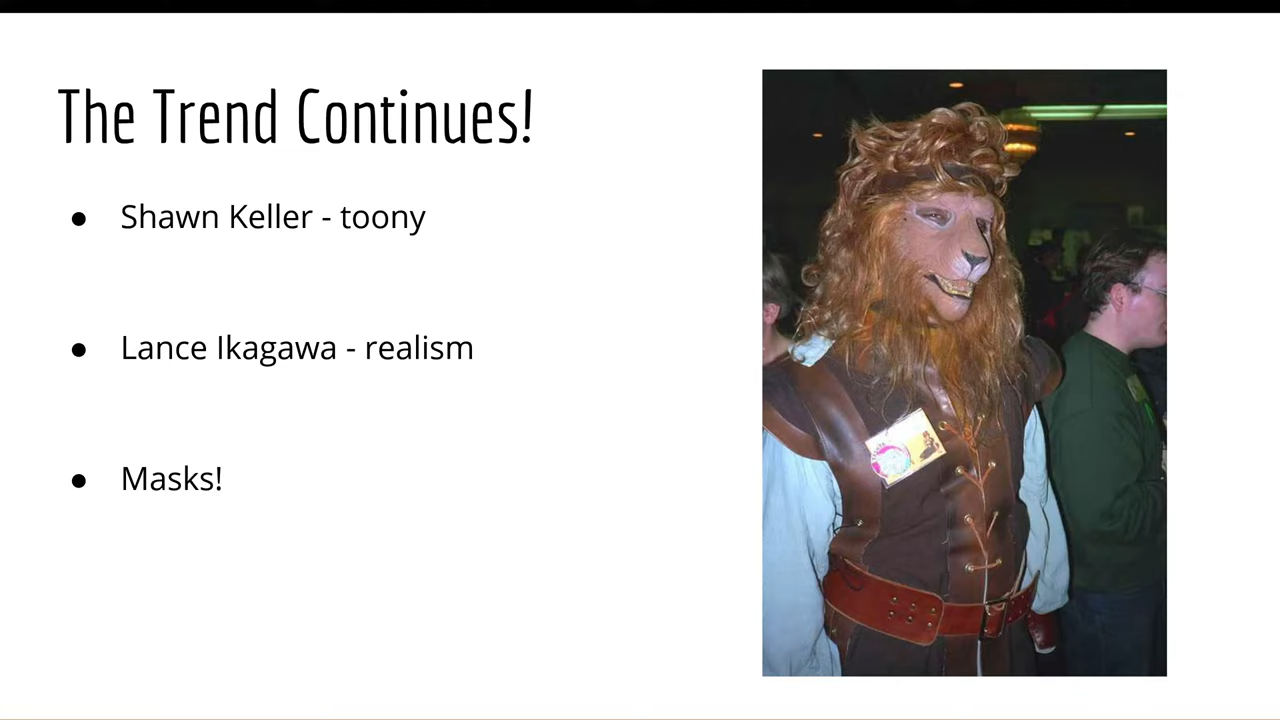 The Trend Continues!
● Shawn Keller - toony
● Lance Ikagawa - realism
● Masks!